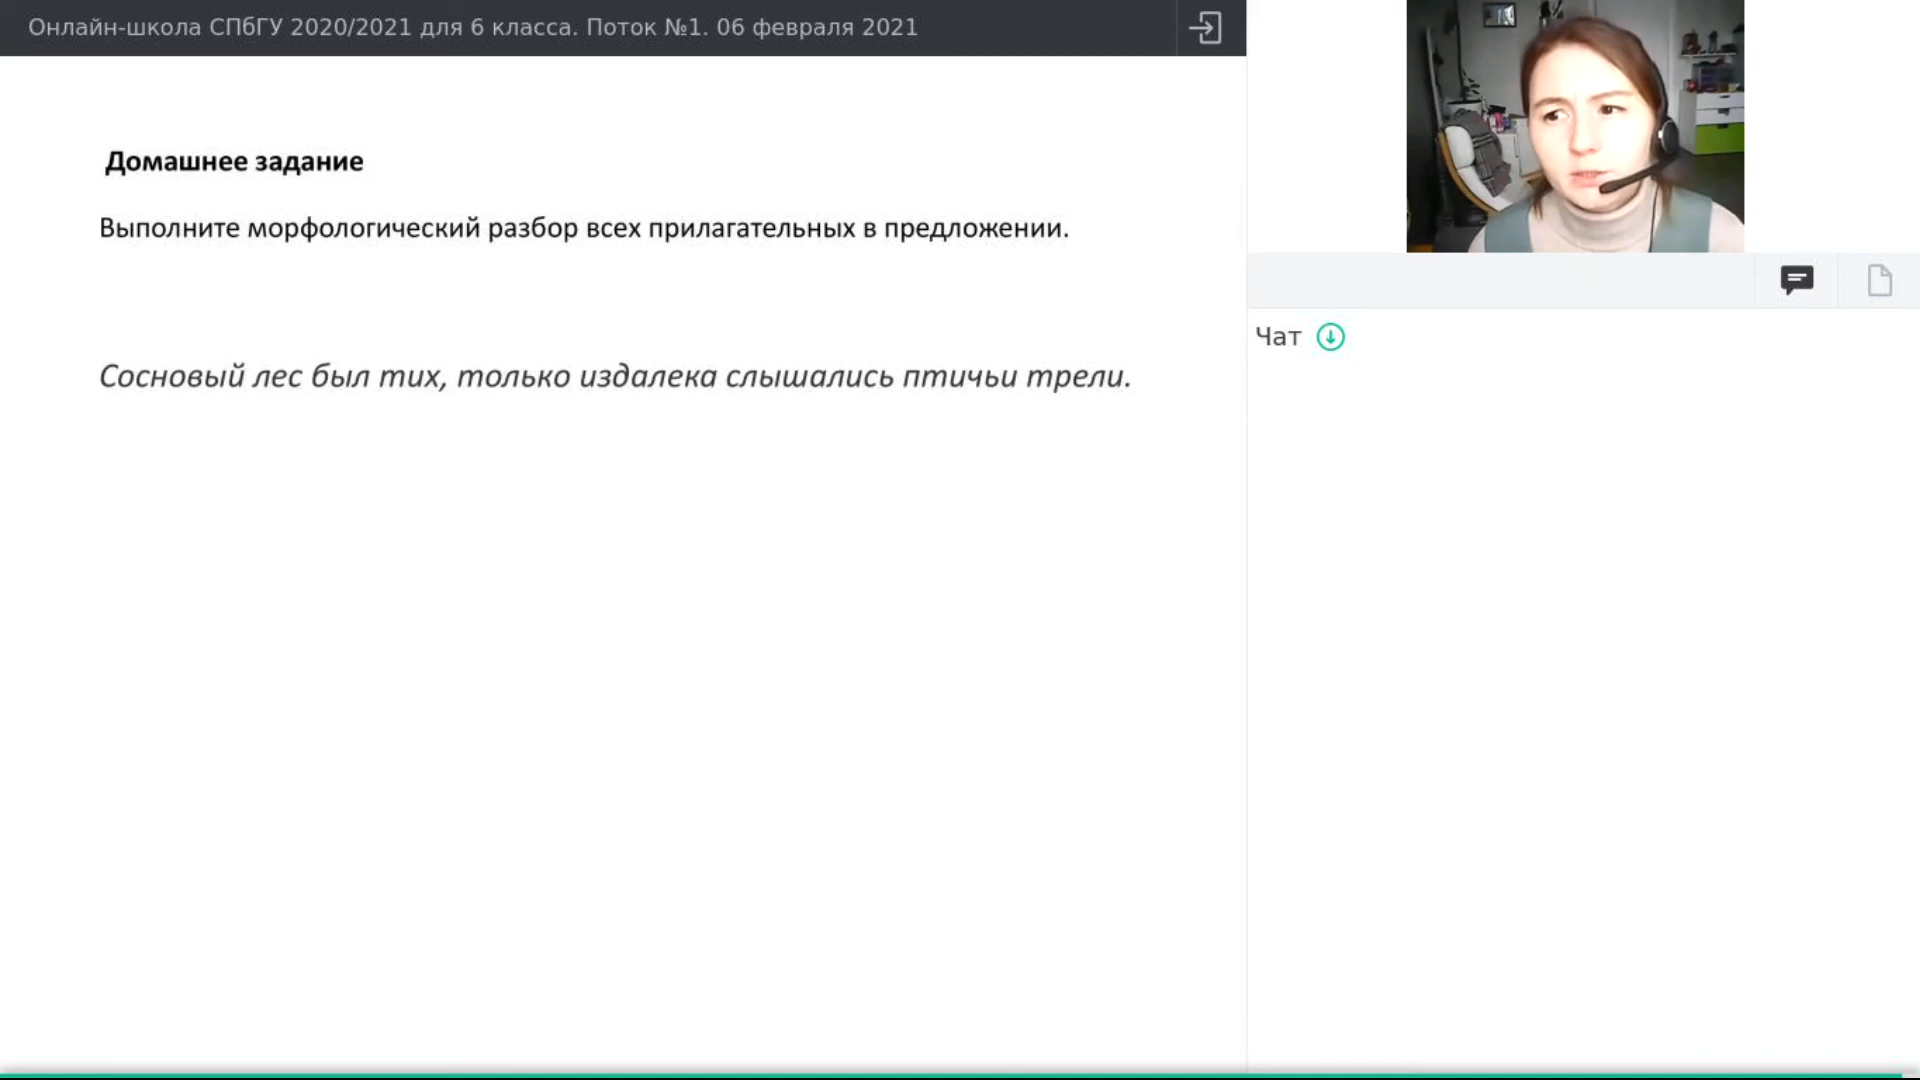 Онлайн-школа СПбГУ 2020/2021 для 6 класса. Поток №1. 06 февраля 2021
Домашнее задание
Выполните морфологический разбор всех прилагательных в предложении.
Сосновый лес был тих, только издалека слышались птичьи трели.
Чат